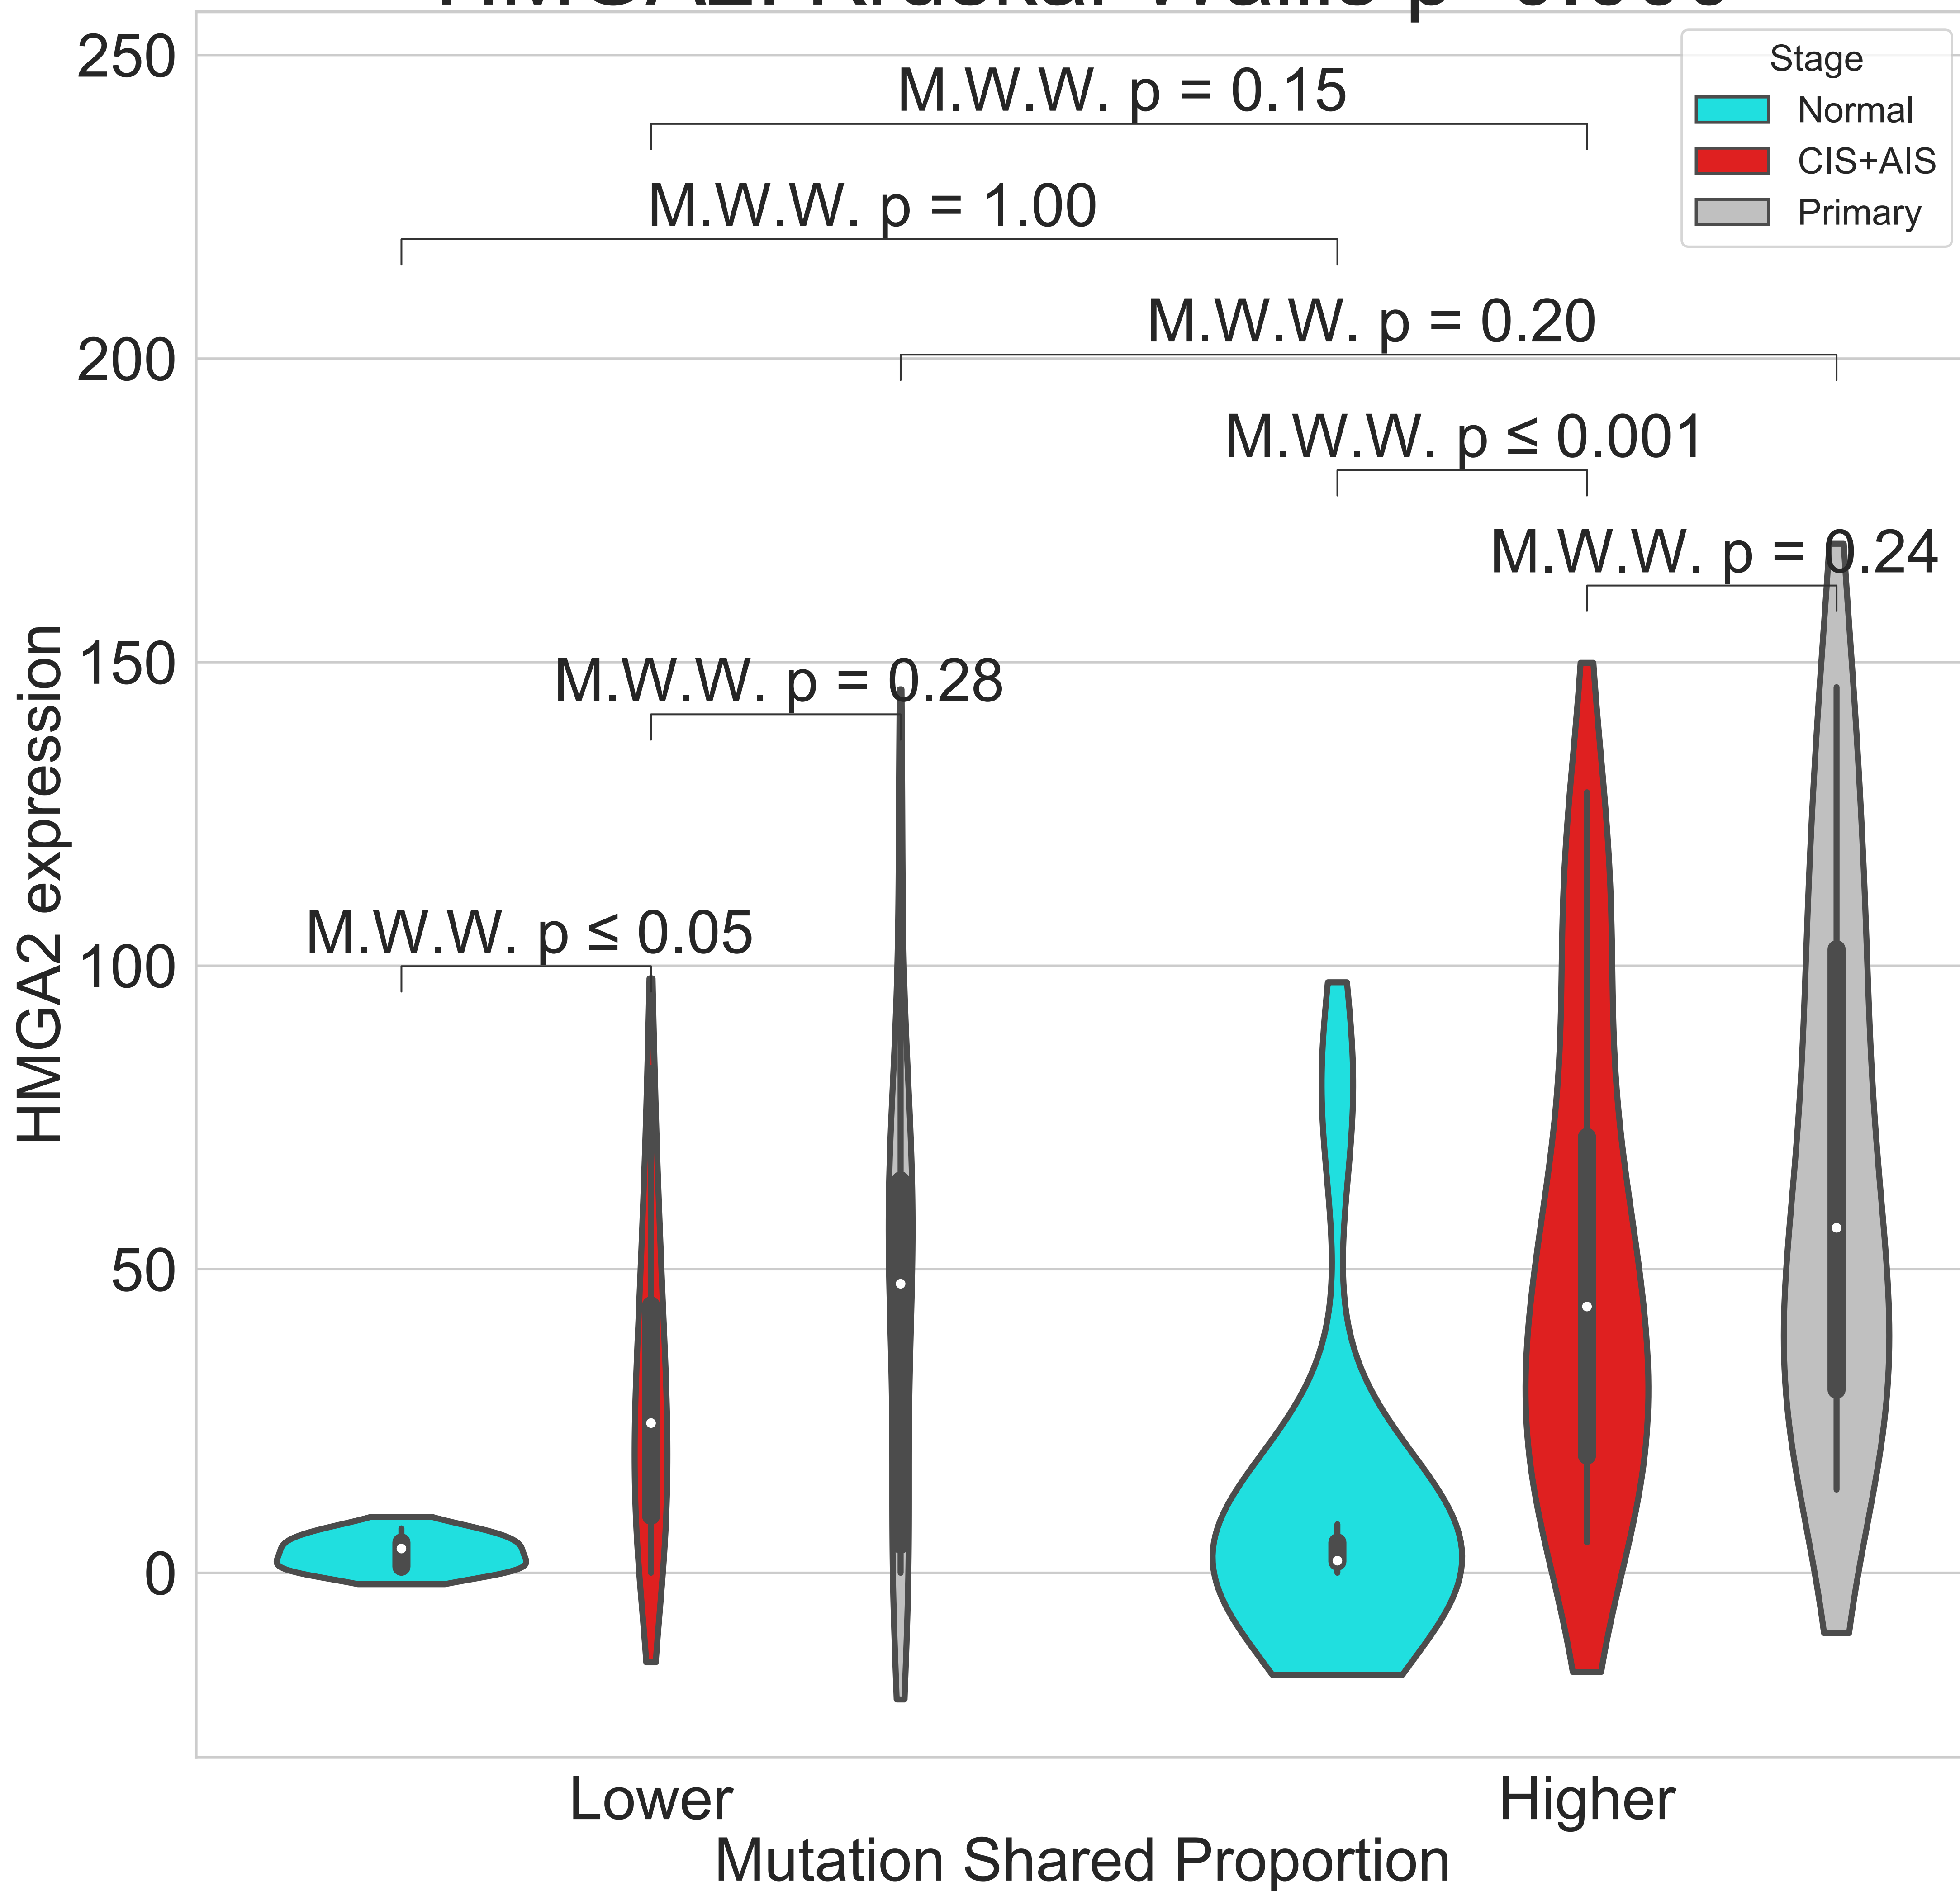 250
M.W.W. p = 0.15
Stage
Normal
CIS+AIS
Primary
M.W.W. p = 1.00
M.W.W. p = 0.20
200
M.W.W. p ≤ 0.001
M.W.W. p = 0.24
150
M.W.W. p = 0.28
HMGA2 expression
M.W.W. p ≤ 0.05
100
50
0
Lower
Higher
Mutation Shared Proportion